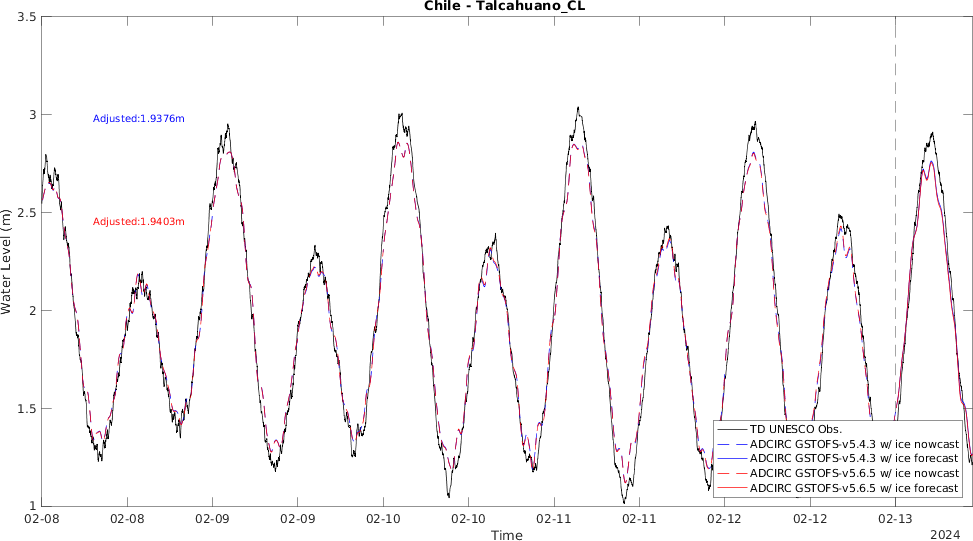 Chile - Talcahuano_CL
3.5
3
2.5
2
1.5
1
Water Level (m)
Adjusted:1.9376m
Adjusted:1.9403m
TD UNESCO Obs.
ADCIRC GSTOFS-v5.4.3 w/ ice nowcast
ADCIRC GSTOFS-v5.4.3 w/ ice forecast
ADCIRC GSTOFS-v5.6.5 w/ ice nowcast
ADCIRC GSTOFS-v5.6.5 w/ ice forecast
02-08 02-08 02-09 02-09 02-10 02-10 02-11 02-11 02-12 02-12 02-13
Time
2024